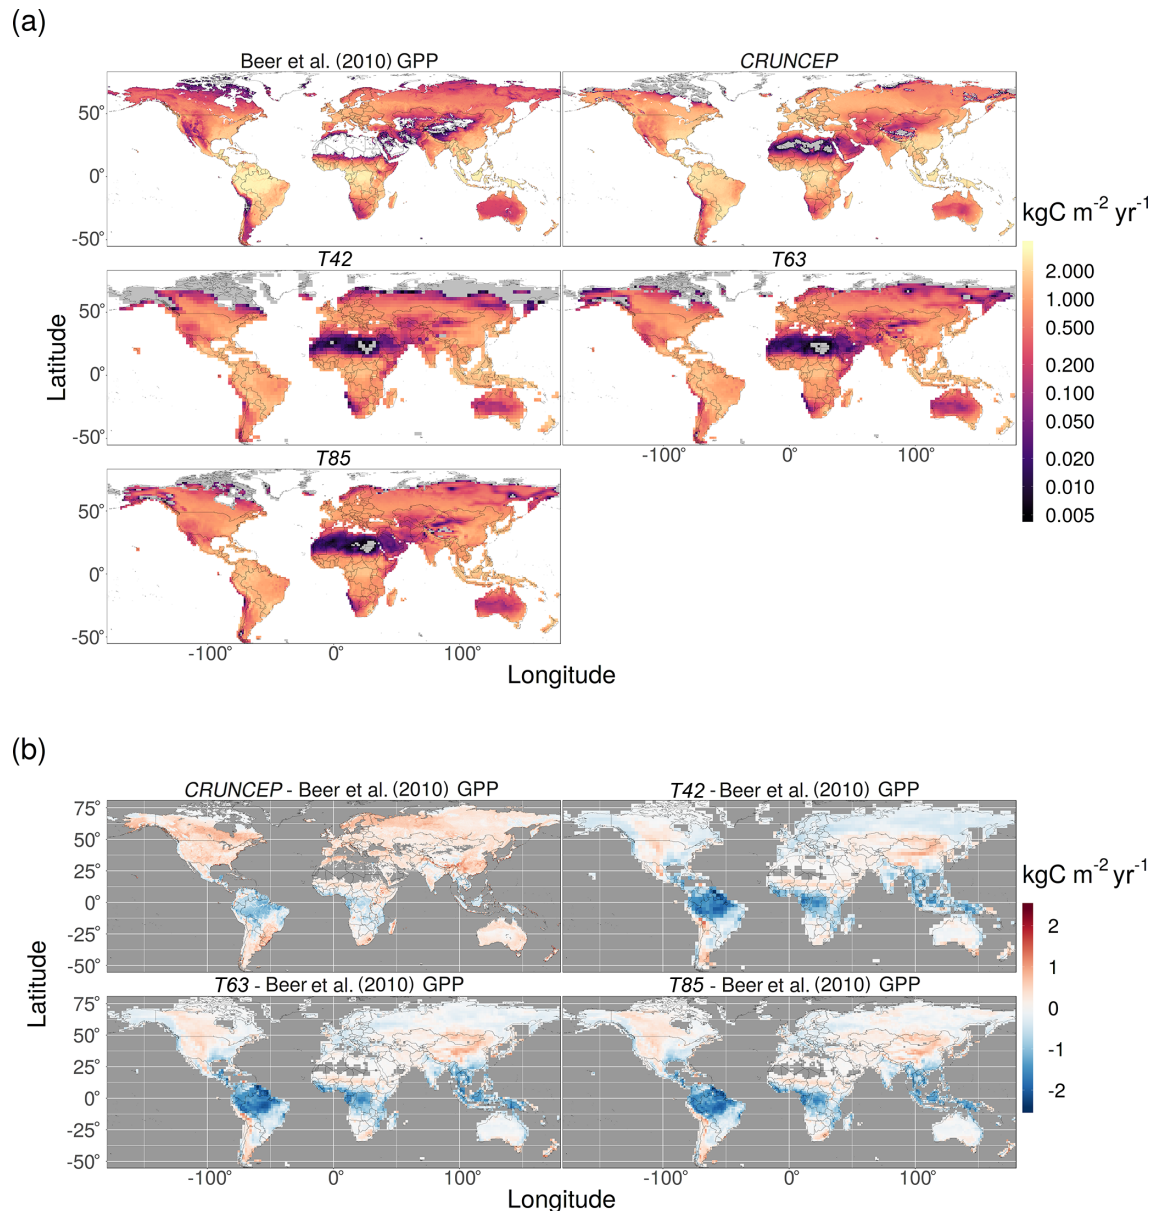 (a)
Beer et al. (2010) GPP
CRUNCEP
50°
0°
-50°
kgC m-2 yr-1
2.000
1.000
0.500
0.200
0.100
0.050
0.020
0.010
0.005
T42
T63
50°
0°
-50°
Latitude
-100°
0°
100°
T85
50°
0°
-50°
-100°
0°
100°
Longitude
(b)
CRUNCEP - Beer et al. (2010) GPP
T42 - Beer et al. (2010) GPP
75°
50°
25°
0°
-25°
-50°
kgC m-2 yr-1
2
1
0
-1
-2
Latitude
T63 - Beer et al. (2010) GPP
T85 - Beer et al. (2010) GPP
75°
50°
25°
0°
-25°
-50°
-100°
0°
100°
-100°
0°
100°
Longitude